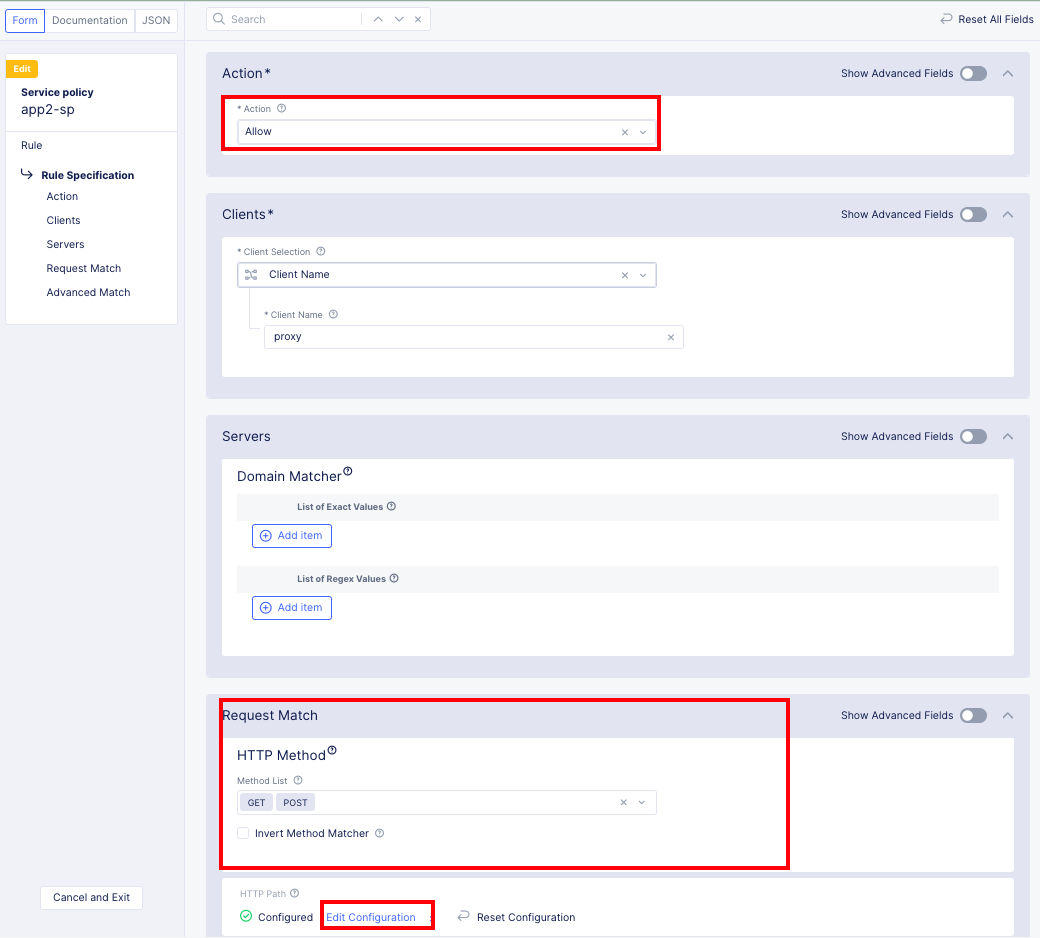 Form Documentation JSON
Search
Reset All Fields
Edit
Service policy
app2-sp
Rule
Rule Specification
Action
Clients
Servers
Request Match
Advanced Match
Cancel and Exit
Action*
Show Advanced Fields
* Action
Allow
Clients*
Show Advanced Fields
* Client Selection
Client Name
* Client Name
proxy
Servers
Show Advanced Fields
Domain Matcher
List of Exact Values
Add item
List of Regex Values
Add item
Request Match
Show Advanced Fields
HTTP Method
Method List
GET POST
Invert Method Matcher
HTTP Path
Configured Edit Configuration Reset Configuration